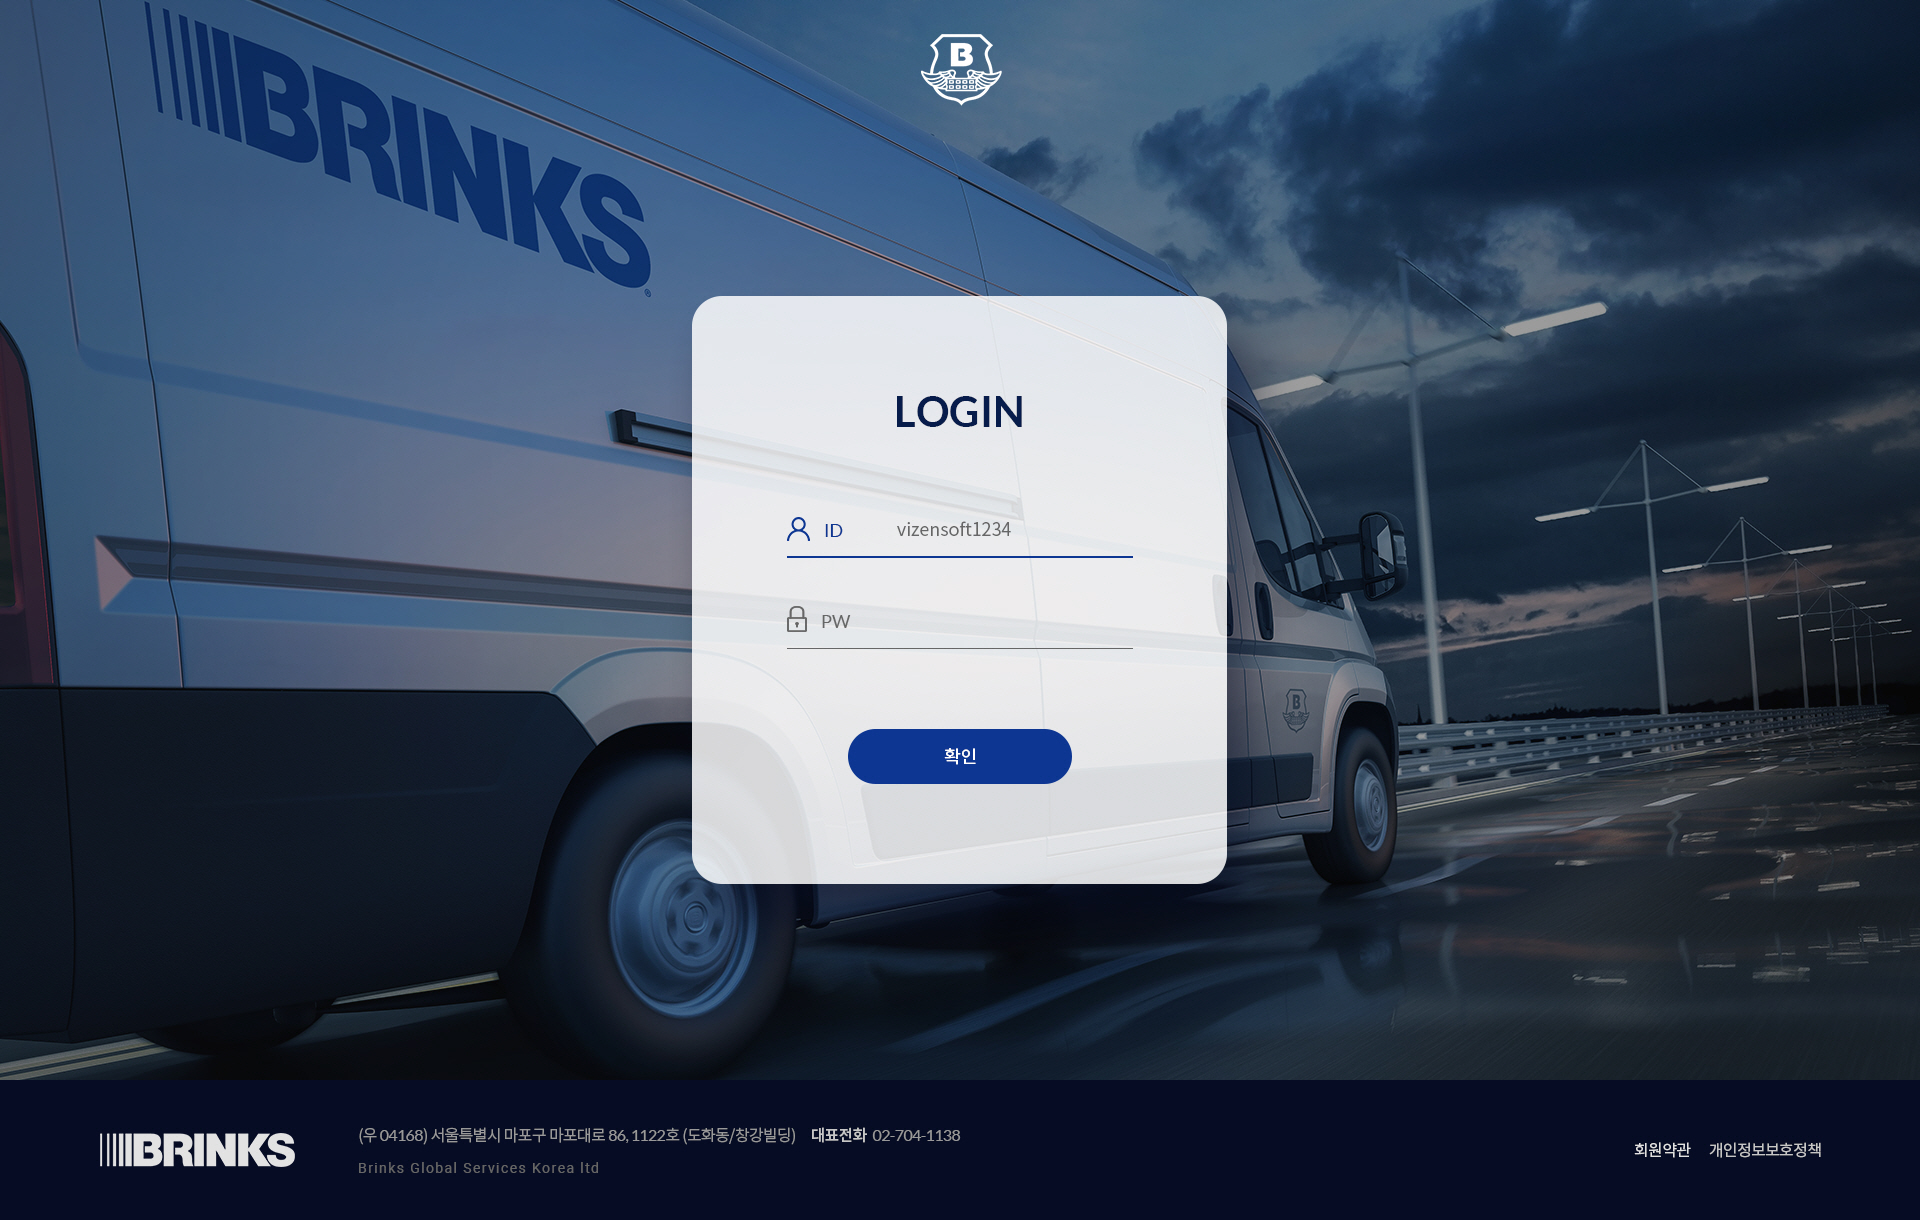 BRINKS
B
LOGIN
ID vizensoft1234
PW
확인
B
BRINKS
(우 04168) 서울특별시 마포구 마포대로 86, 1122호 (도화동/창강빌딩) 대표전화 02-704-1138
Brinks Global Services Korea ltd
회원약관 개인정보보호정책